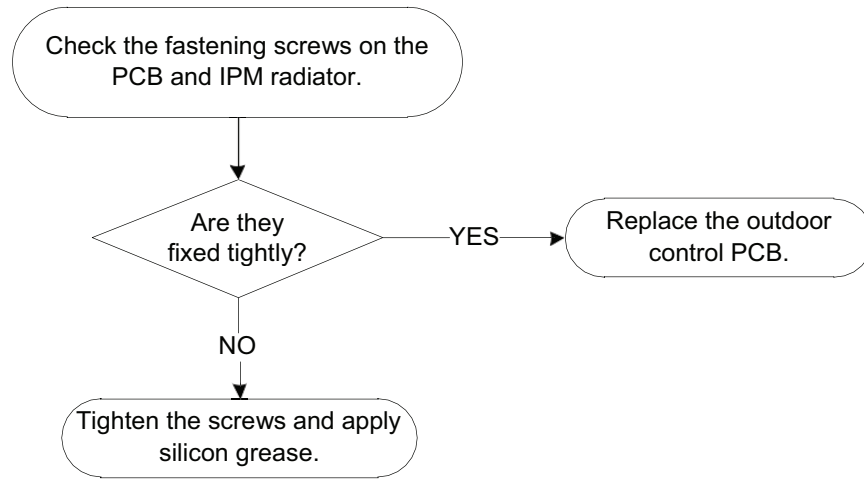 Check the fastening screws on the
PCB and IPM radiator.
Are they
fixed tightly?
YES
Replace the outdoor
control PCB.
NO
Tighten the screws and apply
silicon grease.